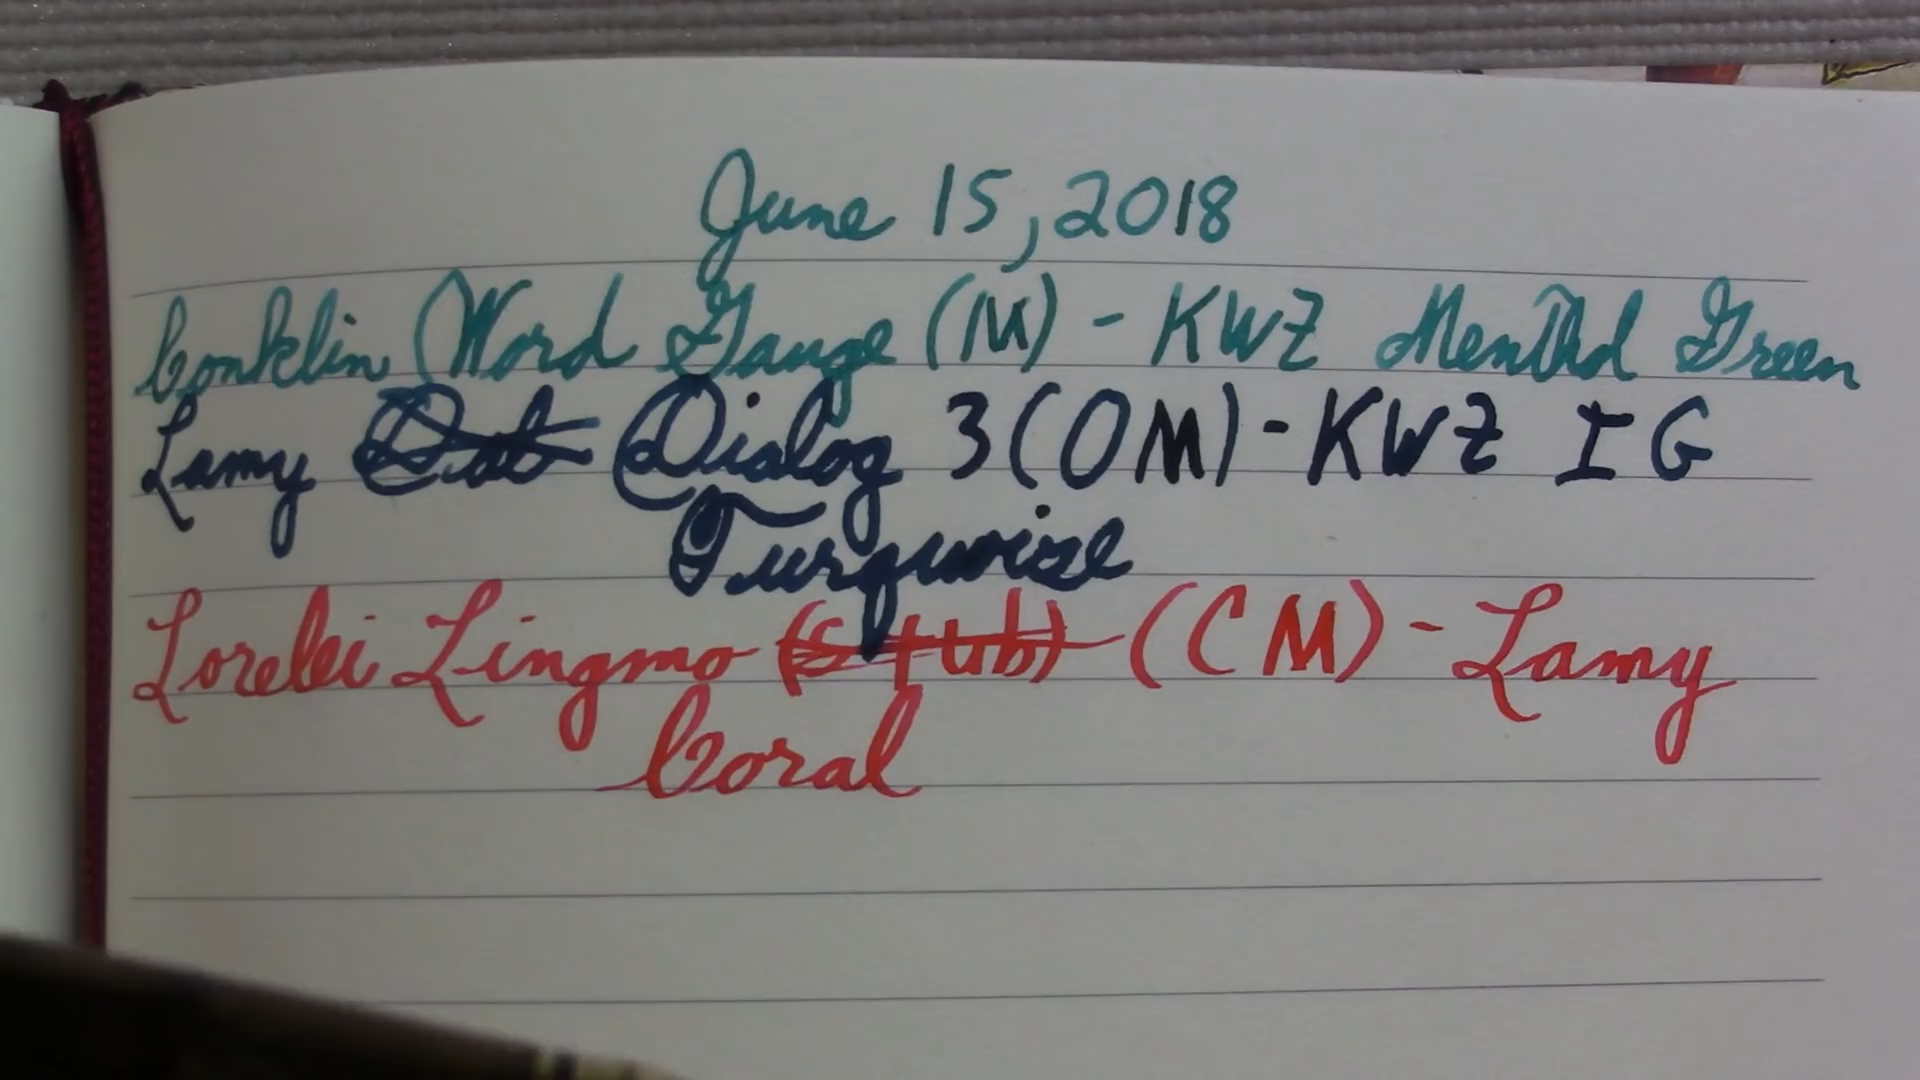 June 15, 2018
Conklin Word Gauge (M) - KWZ Menthol Green
Lamy Dialog 3 (OM) - KWZ IG
Turquoise
Lorelei Lingmo (stub) (CM) - Lamy
Coral